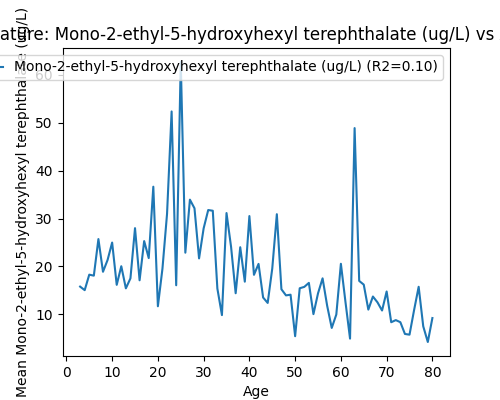 ature: Mono-2-ethyl-5-hydroxyhexyl terephthalate (ug/L) vs
Mono-2-ethyl-5-hydroxyhexyl terephthalate (ug/L) (R2=0.10)
Mean Mono-2-ethyl-5-hydroxyhexyl terephthalate (ug/L)
60
50
40
30
20
10
0 10 20 30 40 50 60 70 80
Age